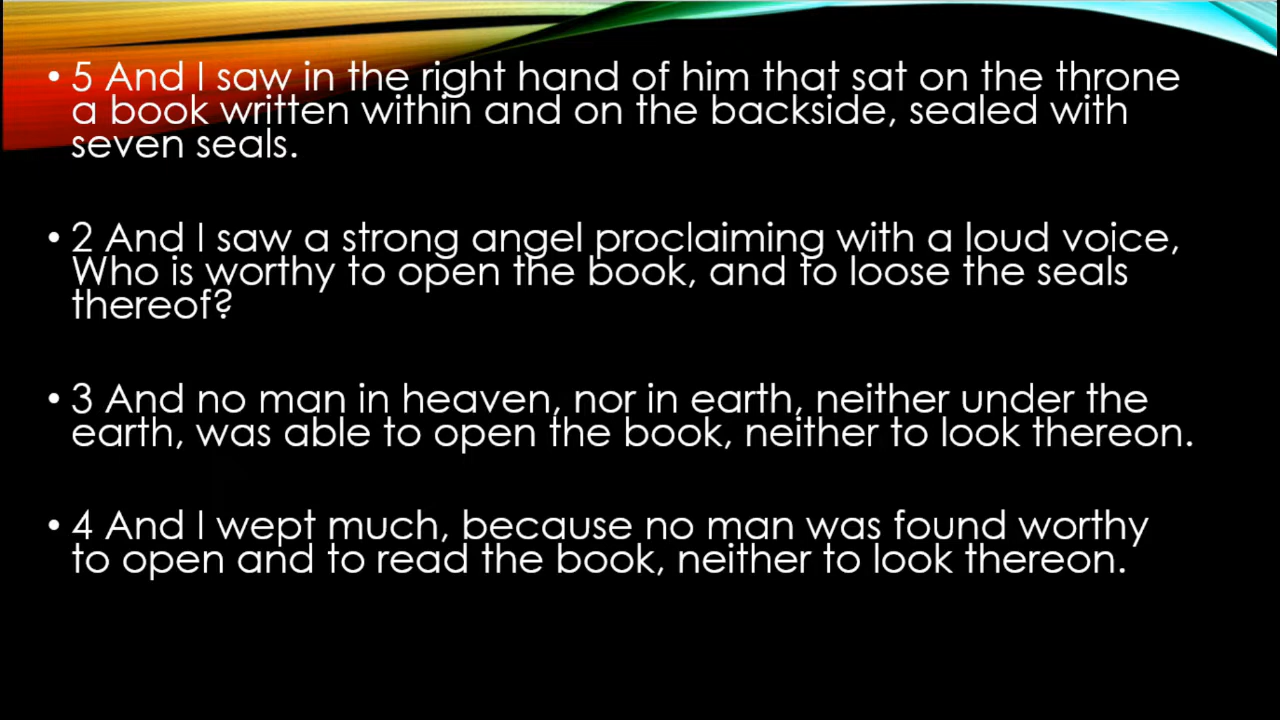 • 5 And I saw in the right hand of him that sat on the throne
a book written within and on the backside, sealed with
seven seals.
• 2 And I saw a strong angel proclaiming with a loud voice,
Who is worthy to open the book, and to loose the seals
thereof?
• 3 And no man in heaven, nor in earth, neither under the
earth, was able to open the book, neither to look thereon.
• 4 And I wept much, because no man was found worthy
to open and to read the book, neither to look thereon.